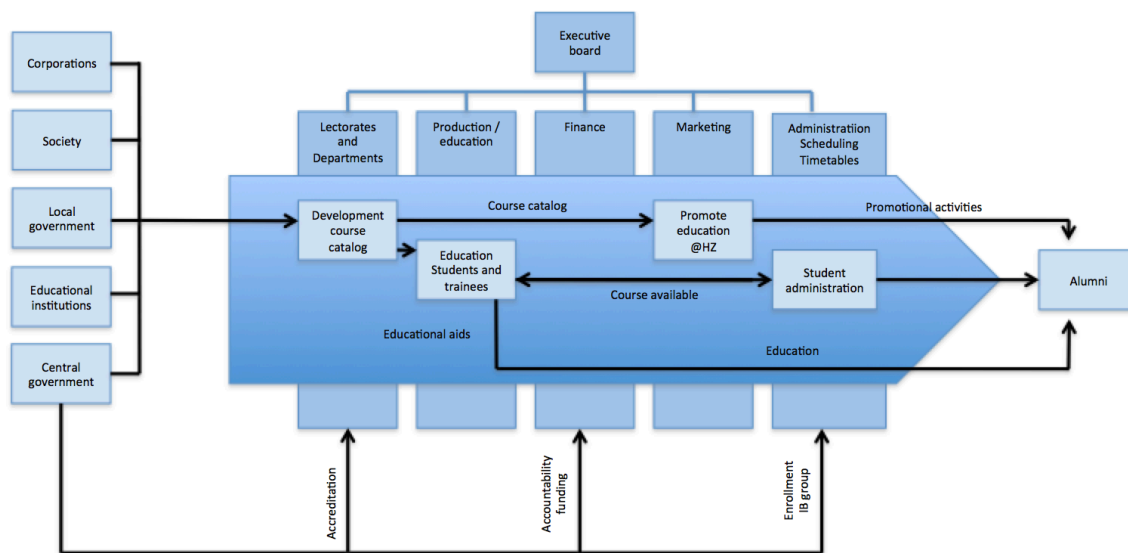 Executive
board
Corporations
Society
Local
government
Educational
institutions
Central
government
Lectorates
and
Departments
Production /
education
Finance
Marketing
Administratiion
Scheduling
Timetables
Development
course
catalog
Course catalog
Promote
education
@HZ
Promotional activities
Education
Students and
trainees
Course available
Student
administration
Alumni
Educational aids
Education
Accreditation
Accountability
funding
Enrollment
IB group